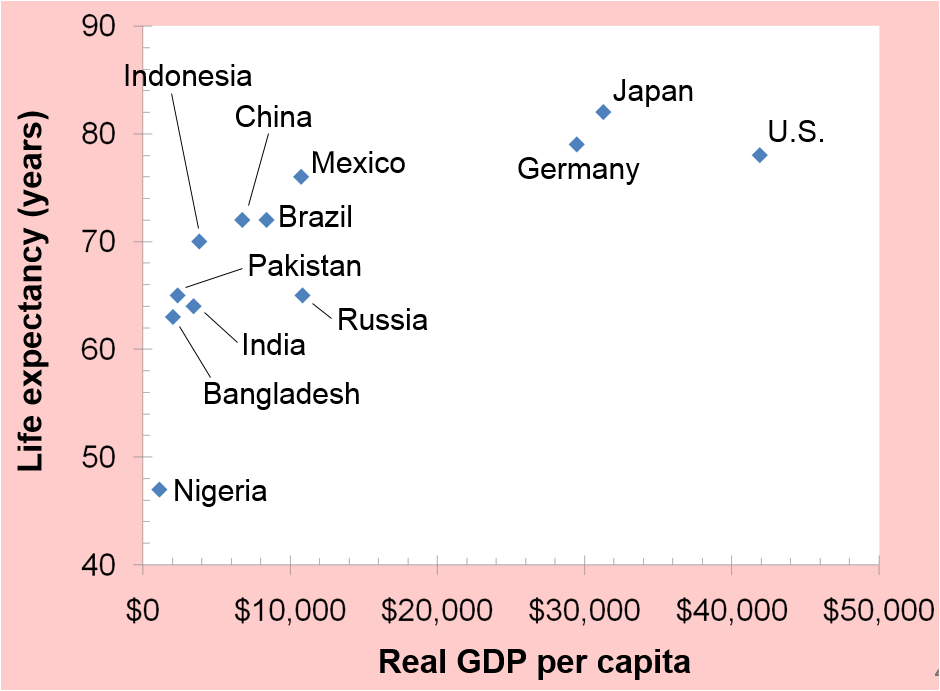 90
Indonesia
Japan
China
U.S.
80
Mexico
Germany
Brazil
70
Pakistan
Russia
60
India
Bangladesh
50
Nigeria
40
$0 $10,000 $20,000 $30,000 $40,000 $50,000
Life expectancy (years)
Real GDP per capita